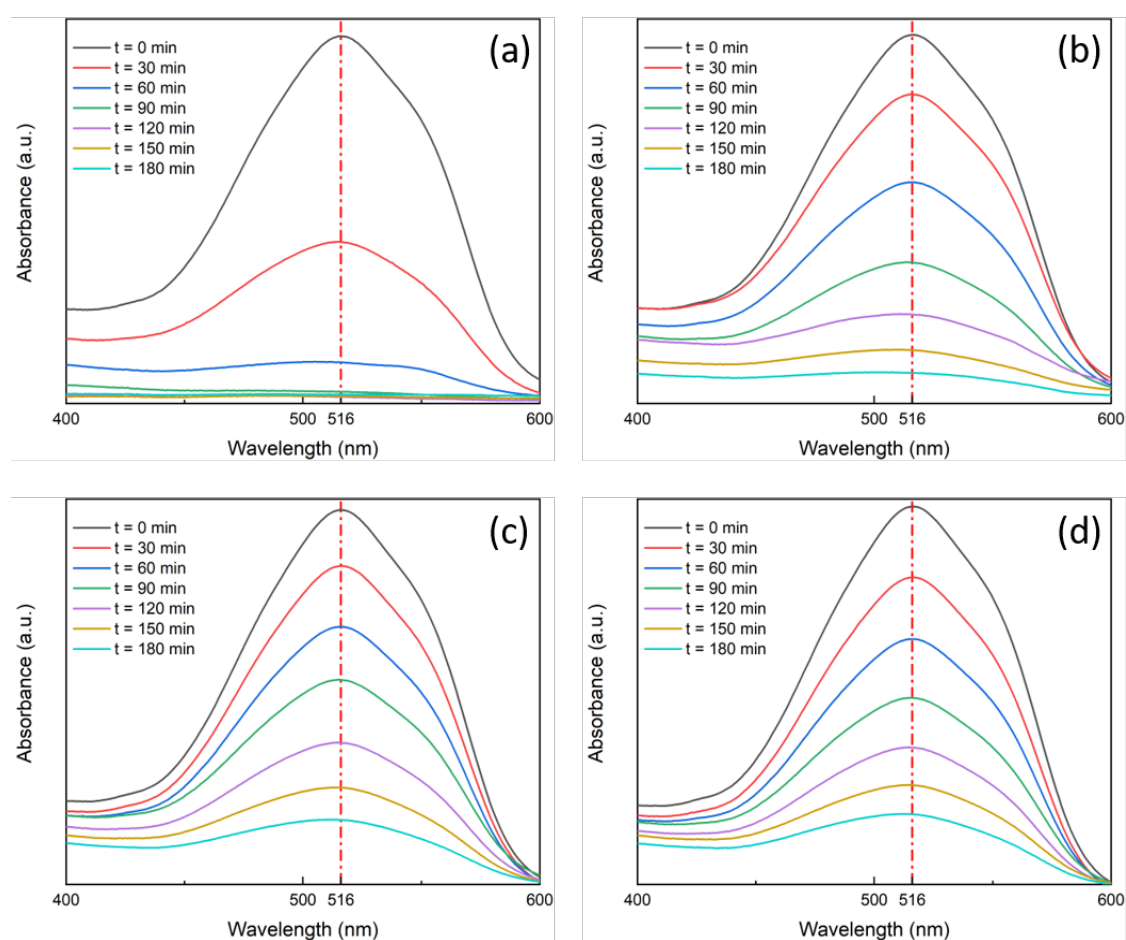 (a)
t = 0 min
t = 30 min
t = 60 min
t = 90 min
t = 120 min
t = 150 min
t = 180 min
Absorbance (a.u.)
400 500 516 600
Wavelength (nm)
(b)
t = 0 min
t = 30 min
t = 60 min
t = 90 min
t = 120 min
t = 150 min
t = 180 min
Absorbance (a.u.)
400 500 516 600
Wavelength (nm)
(c)
t = 0 min
t = 30 min
t = 60 min
t = 90 min
t = 120 min
t = 150 min
t = 180 min
Absorbance (a.u.)
400 500 516 600
Wavelength (nm)
(d)
t = 0 min
t = 30 min
t = 60 min
t = 90 min
t = 120 min
t = 150 min
t = 180 min
Absorbance (a.u.)
400 500 516 600
Wavelength (nm)